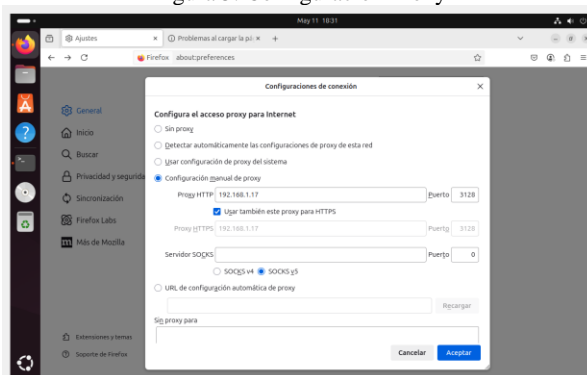 May 11 18:31
Ajustes
Problemas al cargar la pá
Firefox about:preferences
Configuraciones de conexión
General
Inicio
Buscar
Privacidad y segurida
Sincronización
Firefox Labs
Más de Mozilla
Extensiones y temas
Soporte de Firefox
Configura el acceso proxy para Internet
Sin proxy
Detectar automáticamente las configuraciones de proxy de esta red
Usar configuración de proxy del sistema
Configuración manual de proxy
Proxy HTTP 192.168.1.17 Puerto 3128
Usar también este proxy para HTTPS
Proxy HTTPS 192.168.1.17 Puerto 3128
Servidor SOCKS Puerto 0
SOCKS v4 SOCKS v5
URL de configuración automática de proxy
Recargar
Sin proxy para
Cancelar Aceptar